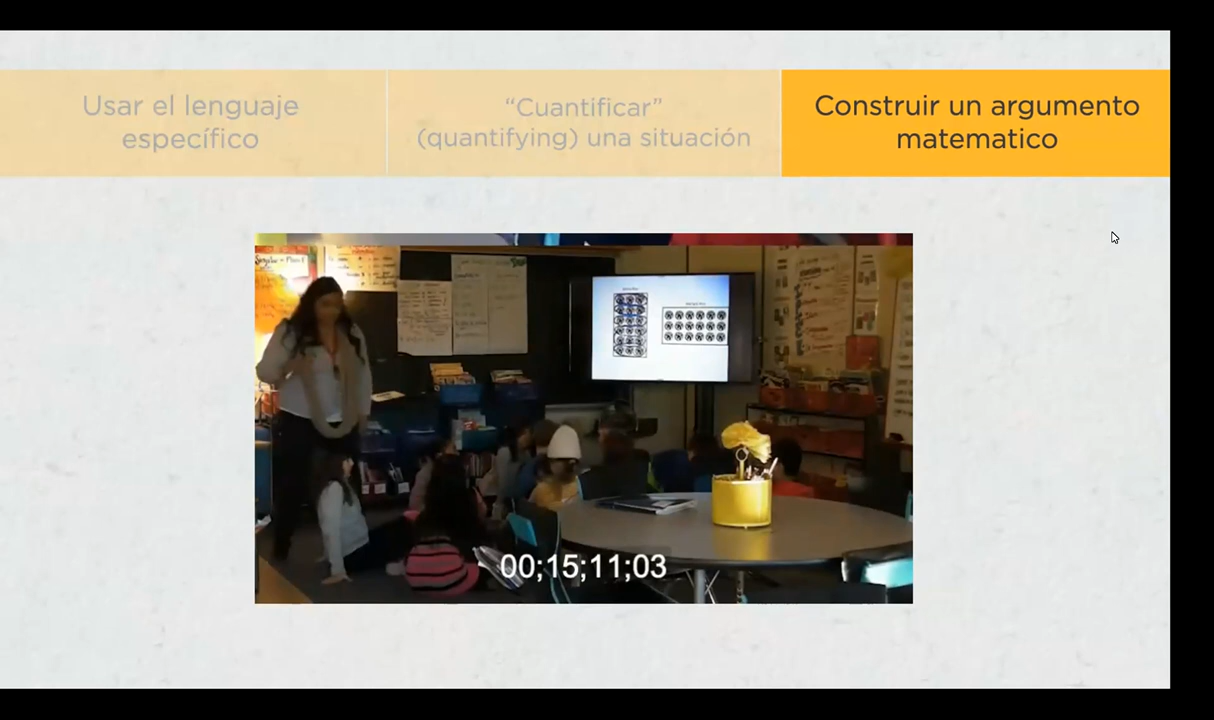 Usar el lenguaje
específico
“Cuantificar”
(quantifying) una situación
Construir un argumento
matematico
00;15;11;03